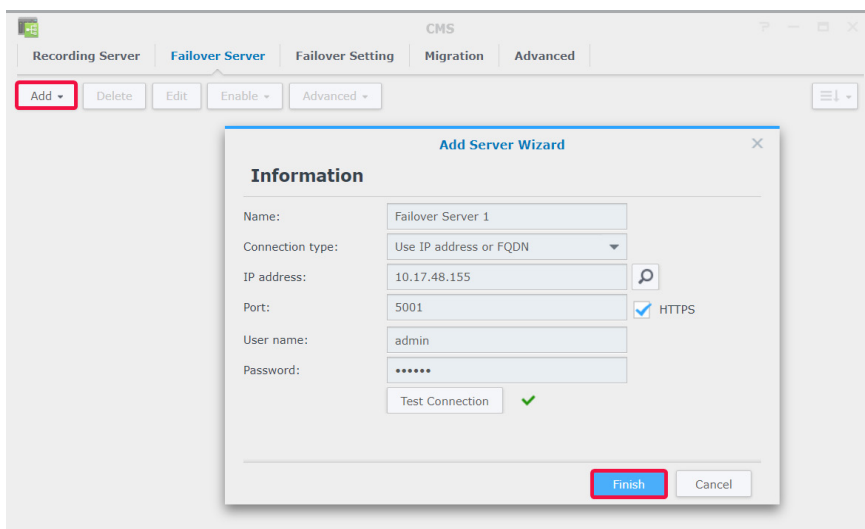 CMS
Recording Server Failover Server Failover Setting Migration Advanced
Add Delete Edit Enable Advanced
Add Server Wizard
Information
Name: Failover Server 1
Connection type: Use IP address or FQDN
IP address: 10.17.48.155
Port: 5001 HTTPS
User name: admin
Password: ••••••
Test Connection
Finish Cancel